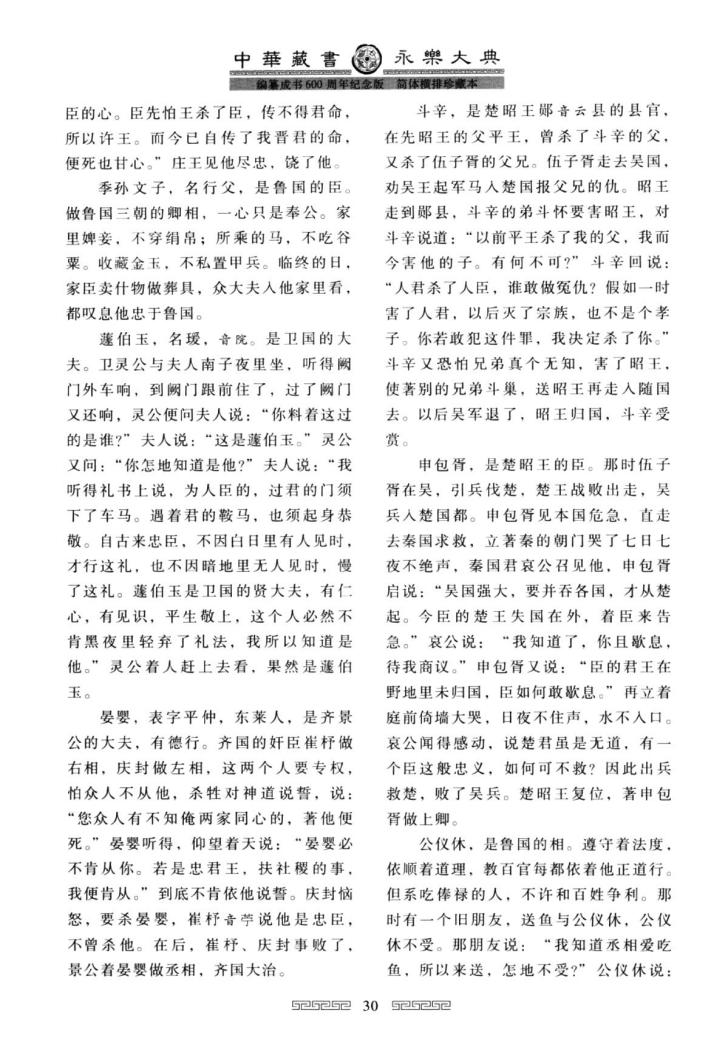 中華藏書 永樂大典
编纂成书600周年纪念版 简体横排珍藏本
臣的心。臣先怕王杀了臣，传不得君命，
所以许王。而今已自传了我晋君的命，
便死也甘心。”庄王见他尽忠，饶了他。
季孙文子，名行父，是鲁国的臣。
做鲁国三朝的卿相，一心只是奉公。家
里婢妾，不穿绢帛；所乘的马，不吃谷
粟。收藏金玉，不私置甲兵。临终的日，
家臣卖什物做葬具，众大夫入他家里看，
都叹息他忠于鲁国。
蘧伯玉，名瑗，音院。是卫国的大
夫。卫灵公与夫人南子夜里坐，听得阙
门外车响，到阙门跟前住了，过了阙门
又还响，灵公便问夫人说：“你料着这过
的是谁?”夫人说：“这是蘧伯玉。”灵公
又问：“你怎地知道是他?”夫人说：“我
听得礼书上说，为人臣的，过君的门须
下了车马。遇着君的鞍马，也须起身恭
敬。自古来忠臣，不因白日里有人见时，
才行这礼，也不因暗地里无人见时，慢
了这礼。蘧伯玉是卫国的贤大夫，有仁
心，有见识，平生敬上，这个人必然不
肯黑夜里轻弃了礼法，我所以知道是
他。”灵公着人赶上去看，果然是蘧伯
玉。
晏婴，表字平仲，东莱人，是齐景
公的大夫，有德行。齐国的奸臣崔杼做
右相，庆封做左相，这两个人要专权，
怕众人不从他，杀牲对神道说誓，说：
“您众人有不知俺两家同心的，著他便
死。”晏婴听得，仰望着天说：“晏婴必
不肯从你。若是忠君王，扶社稷的事，
我便肯从。”到底不肯依他说誓。庆封恼
怒，要杀晏婴，崔杼音苧说他是忠臣，
不曾杀他。在后，崔杼、庆封事败了，
景公着晏婴做丞相，齐国大治。
斗辛，是楚昭王郧音云县的县官，
在先昭王的父平王，曾杀了斗辛的父，
又杀了伍子胥的父兄。伍子胥走去吴国，
劝吴王起军马入楚国报父兄的仇。昭王
走到郧县，斗辛的弟斗怀要害昭王，对
斗辛说道：“以前平王杀了我的父，我而
今害他的子。有何不可?”斗辛回说：
“人君杀了人臣，谁敢做冤仇？假如一时
害了人君，以后灭了宗族，也不是个孝
子。你若敢犯这件罪，我决定杀了你。”
斗辛又恐怕兄弟真个无知，害了昭王，
使著别的兄弟斗巢，送昭王再走入随国
去。以后吴军退了，昭王归国，斗辛受
赏。
申包胥，是楚昭王的臣。那时伍子
胥在吴，引兵伐楚，楚王战败出走，吴
兵入楚国都。申包胥见本国危急，直走
去秦国求救，立著秦的朝门哭了七日七
夜不绝声，秦国君哀公召见他，申包胥
启说：“吴国强大，要并吞各国，才从楚
起。今臣的楚王失国在外，着臣来告
急。”哀公说：“我知道了，你且歇息，
待我商议。”申包胥又说：“臣的君王在
野地里未归国，臣如何敢歇息。”再立着
庭前倚墙大哭，日夜不住声，水不入口。
哀公闻得感动，说楚君虽是无道，有一
个臣这般忠义，如何可不救？因此出兵
救楚，败了吴兵。楚昭王复位，著申包
胥做上卿。
公仪休，是鲁国的相。遵守着法度，
依顺着道理，教百官每都依着他正道行。
但系吃俸禄的人，不许和百姓争利。那
时有一个旧朋友，送鱼与公仪休，公仪
休不受。那朋友说：“我知道丞相爱吃
鱼，所以来送，怎地不受?”公仪休说：
30